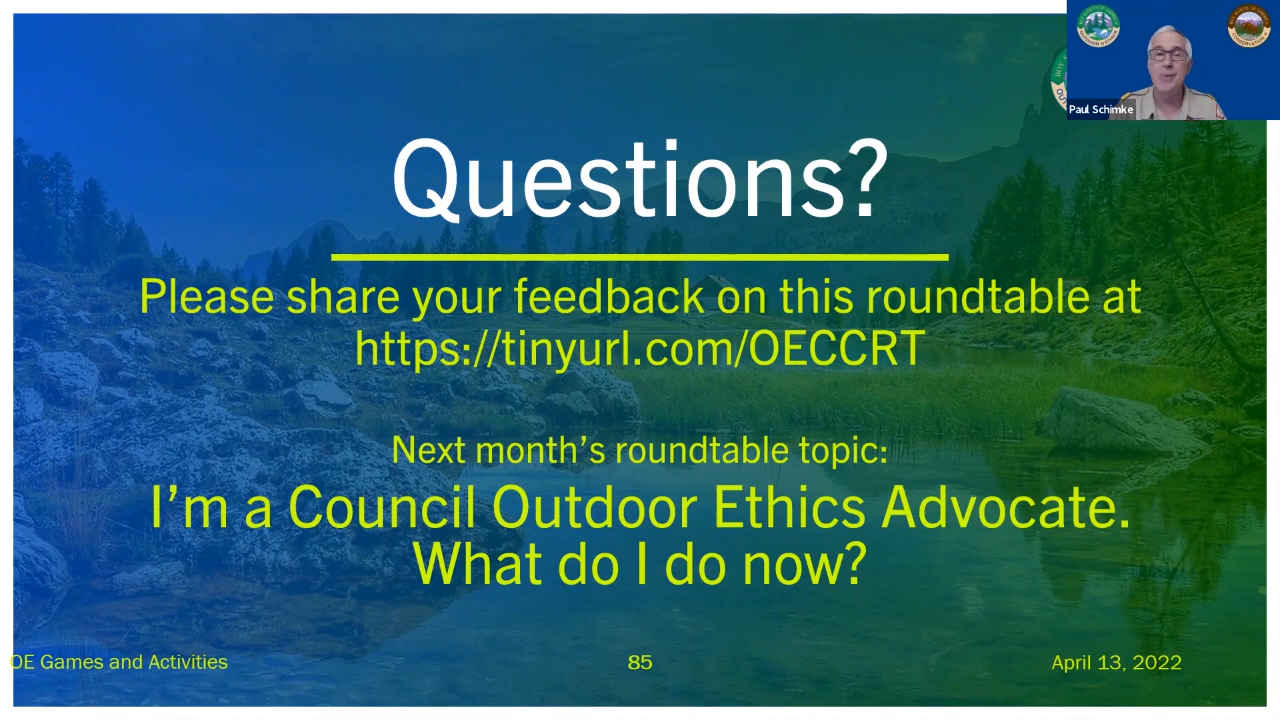 Questions?
Please share your feedback on this roundtable at
https://tinyurl.com/OECCRT
Next month’s roundtable topic:
I’m a Council Outdoor Ethics Advocate.
What do I do now?
OE Games and Activities
85
April 13, 2022
Paul Schimke